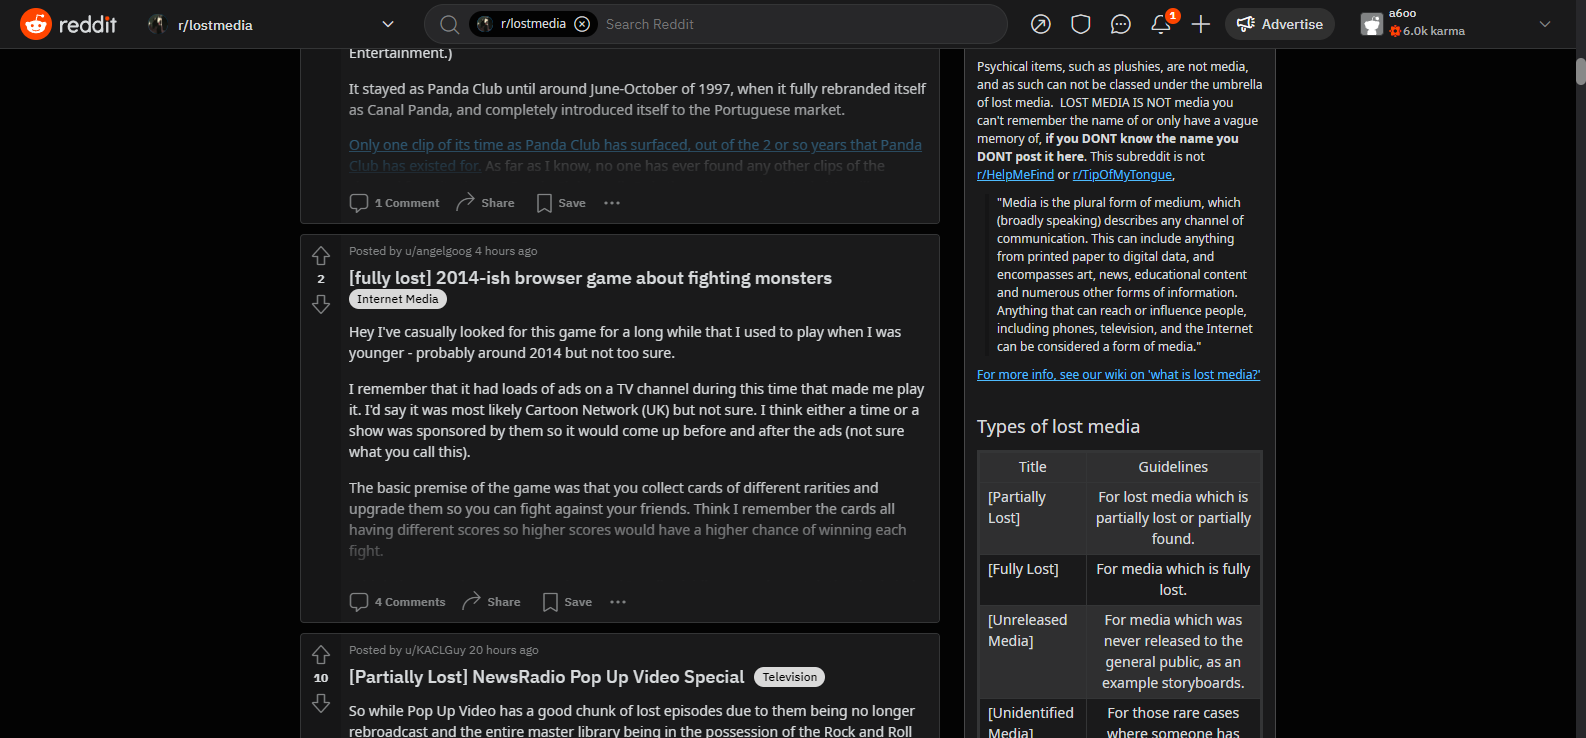 reddit
r/lostmedia
r/lostmedia
Search Reddit
1
Advertise
a6oo
6.0k karma
Entertainment.)
It stayed as Panda Club until around June-October of 1997, when it fully rebranded itself
as Canal Panda, and completely introduced itself to the Portuguese market.
Only one clip of its time as Panda Club has surfaced, out of the 2 or so years that Panda
Club has existed for. As far as I know, no one has ever found any other clips of the
1 Comment
Share
Save
2
Posted by u/angelgoog 4 hours ago
[fully lost] 2014-ish browser game about fighting monsters
Internet Media
Hey I've casually looked for this game for a long while that I used to play when I was
younger - probably around 2014 but not too sure.
I remember that it had loads of ads on a TV channel during this time that made me play
it. I'd say it was most likely Cartoon Network (UK) but not sure. I think either a time or a
show was sponsored by them so it would come up before and after the ads (not sure
what you call this).
The basic premise of the game was that you collect cards of different rarities and
upgrade them so you can fight against your friends. Think I remember the cards all
having different scores so higher scores would have a higher chance of winning each
fight.
4 Comments
Share
Save
10
Posted by u/KACLGuy 20 hours ago
[Partially Lost] NewsRadio Pop Up Video Special
Television
So while Pop Up Video has a good chunk of lost episodes due to them being no longer
rebroadcast and the entire master library being in the possession of the Rock and Roll
Psychical items, such as plushies, are not media,
and as such can not be classed under the umbrella
of lost media. LOST MEDIA IS NOT media you
can't remember the name of or only have a vague
memory of, if you DONT know the name you
DONT post it here. This subreddit is not
r/HelpMeFind or r/TipOfMyTongue,
"Media is the plural form of medium, which
(broadly speaking) describes any channel of
communication. This can include anything
from printed paper to digital data, and
encompasses art, news, educational content
and numerous other forms of information.
Anything that can reach or influence people,
including phones, television, and the Internet
can be considered a form of media."
For more info, see our wiki on 'what is lost media?'
Types of lost media
Title
Guidelines
[Partially
Lost]
For lost media which is
partially lost or partially
found.
[Fully Lost]
For media which is fully
lost.
[Unreleased
Media]
For media which was
never released to the
general public, as an
example storyboards.
[Unidentified
Media]
For those rare cases
where someone has